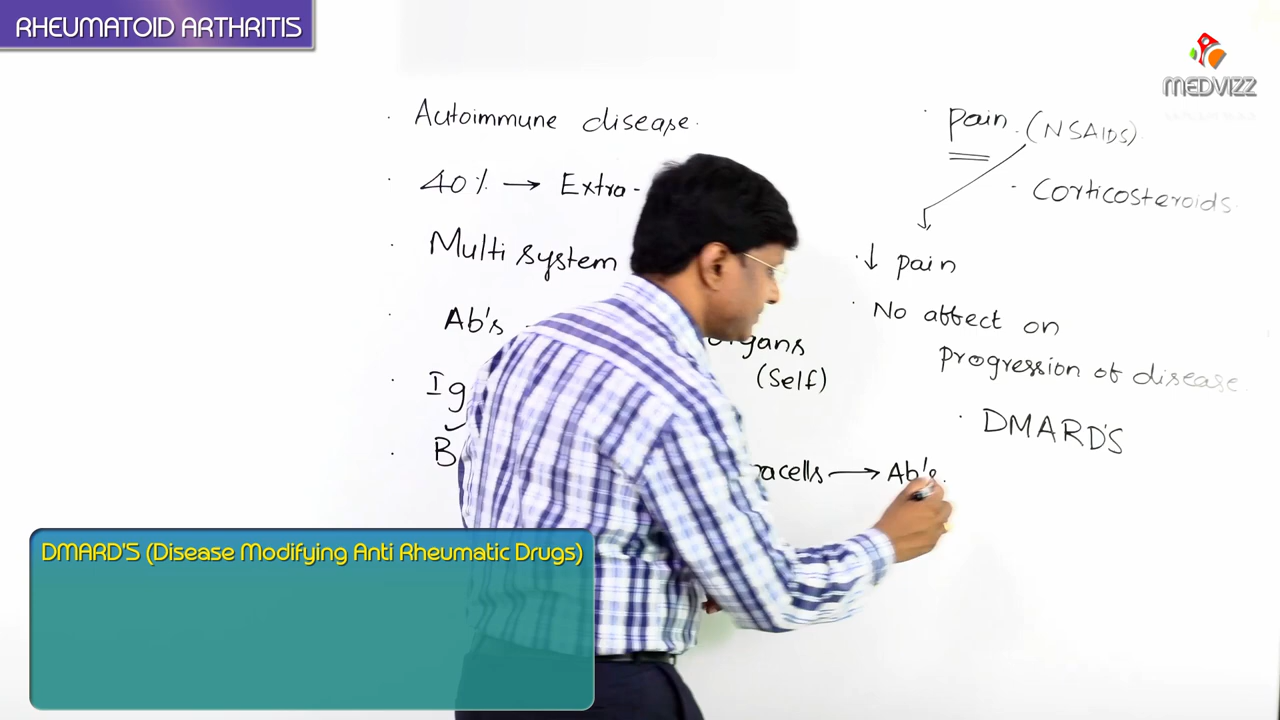 RHEUMATOID ARTHRITIS
MEDVIZZ
· Autoimmune disease.
· 40% → Extra-
· Multi system
· Ab's
organs
(Self)
· Ig
· B
acells → Ab's.
· pain. (NSAIDS).
· Corticosteroids.
· ↓ pain
· No affect on
progression of disease.
· DMARD'S
DMARD'S (Disease Modifying Anti Rheumatic Drugs)